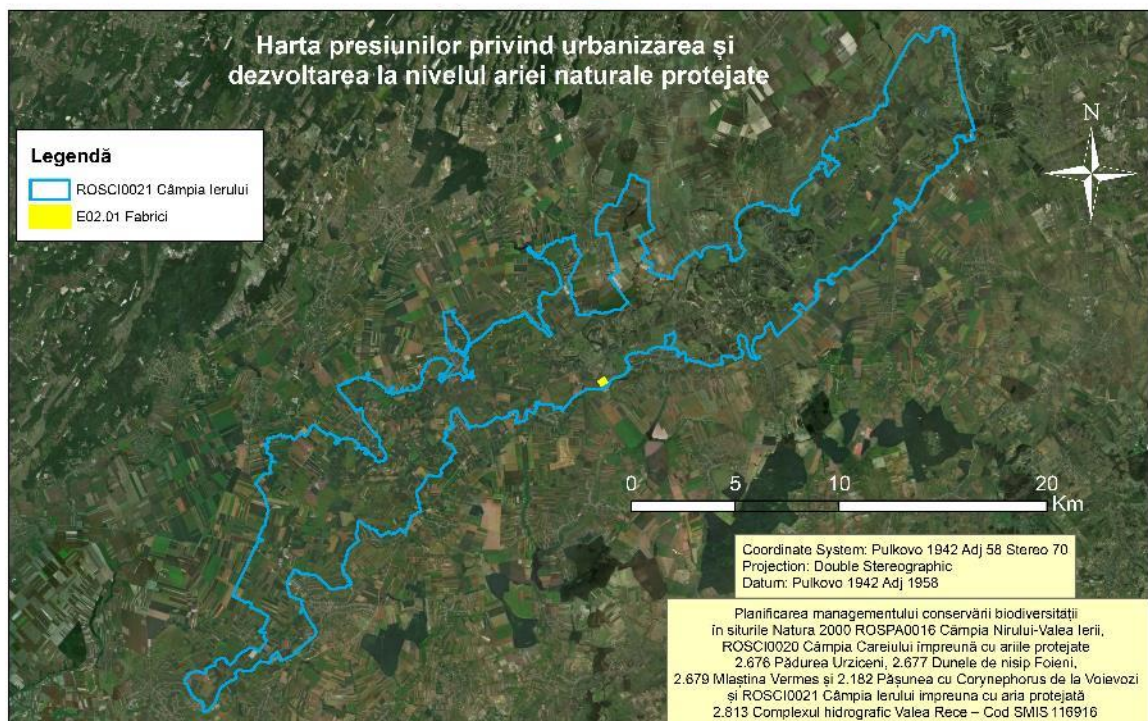 Harta presiunilor privind urbanizarea și
dezvoltarea la nivelul ariei naturale protejate
Legendă
ROSCI0021 Câmpia Ierului
E02.01 Fabrici
N
0 5 10 20
Km
Coordinate System: Pulkovo 1942 Adj 58 Stereo 70
Projection: Double Stereographic
Datum: Pulkovo 1942 Adj 1958
Planificarea managementului conservării biodiversității
în siturile Natura 2000 ROSPA0016 Câmpia Nirului-Valea Ierii,
ROSCI0020 Câmpia Careiului împreună cu ariile protejate
2.676 Pădurea Urziceni, 2.677 Dunele de nisip Foieni,
2.679 Mlaștina Vermes și 2.182 Pășunea cu Corynephorus de la Voievozi
și ROSCI0021 Câmpia Ierului impreuna cu aria protejată
2.813 Complexul hidrografic Valea Rece – Cod SMIS 116916